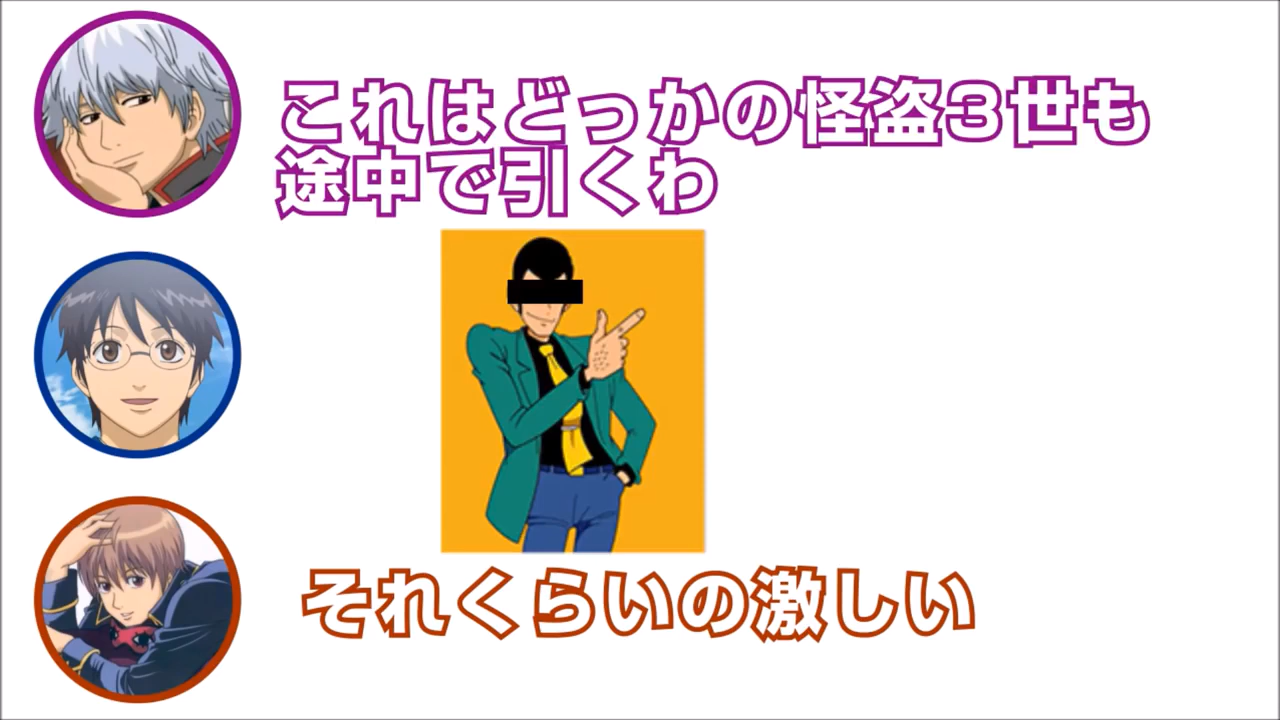 これはどっかの怪盗3世も
途中で引くわ
それくらいの激しい